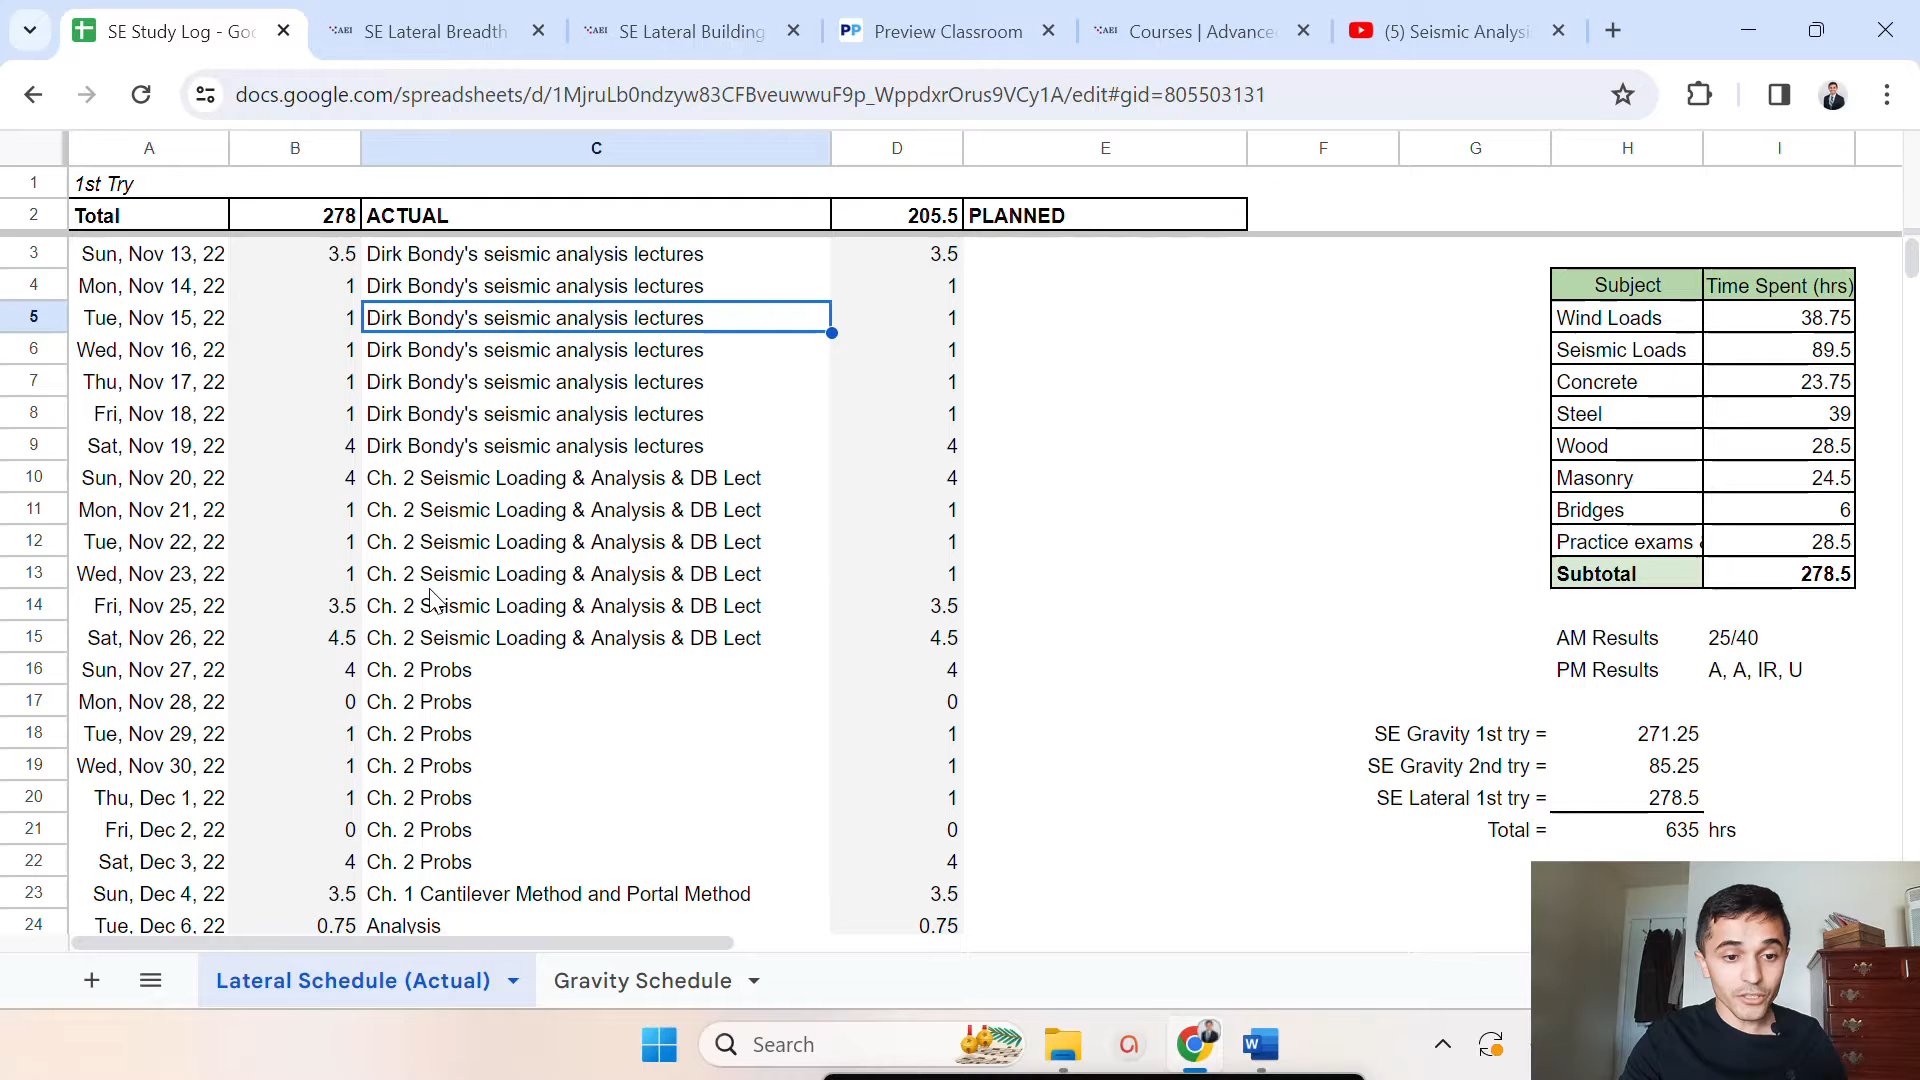 SE Study Log - Goo
AEI SE Lateral Breadth
AEI SE Lateral Building
PP Preview Classroom
AEI Courses | Advance
(5) Seismic Analysi
docs.google.com/spreadsheets/d/1MjruLb0ndzyw83CFBveuwwuF9p_WppdxrOrus9VCy1A/edit#gid=805503131
A B C D E F G H I
1 1st Try
2 Total 278 ACTUAL 205.5 PLANNED
3 Sun, Nov 13, 22 3.5 Dirk Bondy's seismic analysis lectures 3.5
4 Mon, Nov 14, 22 1 Dirk Bondy's seismic analysis lectures 1 Subject Time Spent (hrs)
5 Tue, Nov 15, 22 1 Dirk Bondy's seismic analysis lectures 1 Wind Loads 38.75
6 Wed, Nov 16, 22 1 Dirk Bondy's seismic analysis lectures 1 Seismic Loads 89.5
7 Thu, Nov 17, 22 1 Dirk Bondy's seismic analysis lectures 1 Concrete 23.75
8 Fri, Nov 18, 22 1 Dirk Bondy's seismic analysis lectures 1 Steel 39
9 Sat, Nov 19, 22 4 Dirk Bondy's seismic analysis lectures 4 Wood 28.5
10 Sun, Nov 20, 22 4 Ch. 2 Seismic Loading & Analysis & DB Lect 4 Masonry 24.5
11 Mon, Nov 21, 22 1 Ch. 2 Seismic Loading & Analysis & DB Lect 1 Bridges 6
12 Tue, Nov 22, 22 1 Ch. 2 Seismic Loading & Analysis & DB Lect 1 Practice exams 28.5
13 Wed, Nov 23, 22 1 Ch. 2 Seismic Loading & Analysis & DB Lect 1 Subtotal 278.5
14 Fri, Nov 25, 22 3.5 Ch. 2 Seismic Loading & Analysis & DB Lect 3.5
15 Sat, Nov 26, 22 4.5 Ch. 2 Seismic Loading & Analysis & DB Lect 4.5 AM Results 25/40
16 Sun, Nov 27, 22 4 Ch. 2 Probs 4 PM Results A, A, IR, U
17 Mon, Nov 28, 22 0 Ch. 2 Probs 0
18 Tue, Nov 29, 22 1 Ch. 2 Probs 1 SE Gravity 1st try = 271.25
19 Wed, Nov 30, 22 1 Ch. 2 Probs 1 SE Gravity 2nd try = 85.25
20 Thu, Dec 1, 22 1 Ch. 2 Probs 1 SE Lateral 1st try = 278.5
21 Fri, Dec 2, 22 0 Ch. 2 Probs 0 Total = 635 hrs
22 Sat, Dec 3, 22 4 Ch. 2 Probs 4
23 Sun, Dec 4, 22 3.5 Ch. 1 Cantilever Method and Portal Method 3.5
24 Tue, Dec 6, 22 0.75 Analysis 0.75
Lateral Schedule (Actual)
Gravity Schedule
Search
W